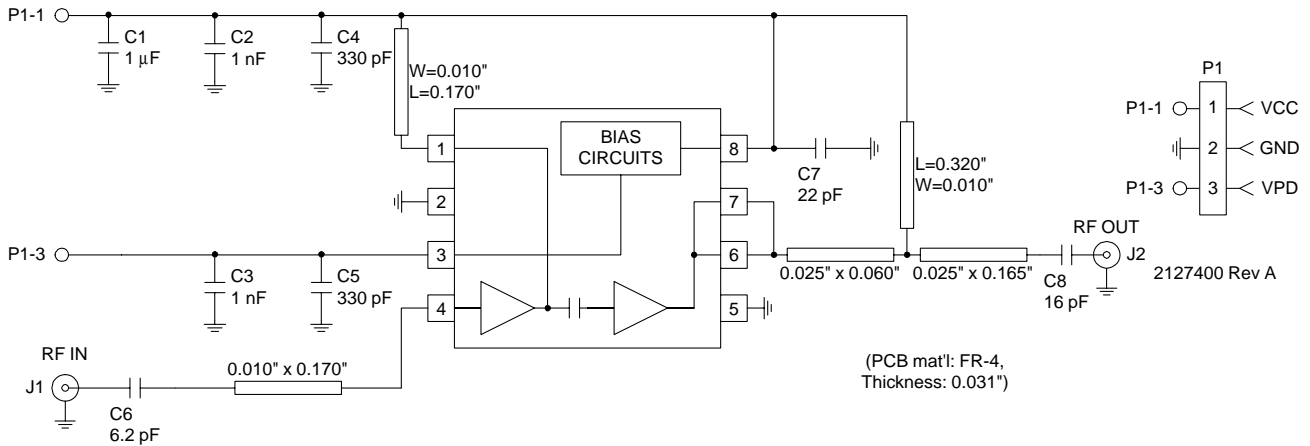 P1-1
C1
1 µF
C2
1 nF
C4
330 pF
W=0.010"
L=0.170"
P1
P1-1
1
VCC
2
GND
P1-3
3
VPD
BIAS
CIRCUITS
1
8
C7
22 pF
L=0.320"
W=0.010"
2
7
P1-3
3
6
C3
1 nF
C5
330 pF
0.025" x 0.060"
0.025" x 0.165"
C8
16 pF
RF OUT
J2
2127400 Rev A
4
5
RF IN
J1
C6
6.2 pF
0.010" x 0.170"
(PCB mat'l: FR-4,
Thickness: 0.031")